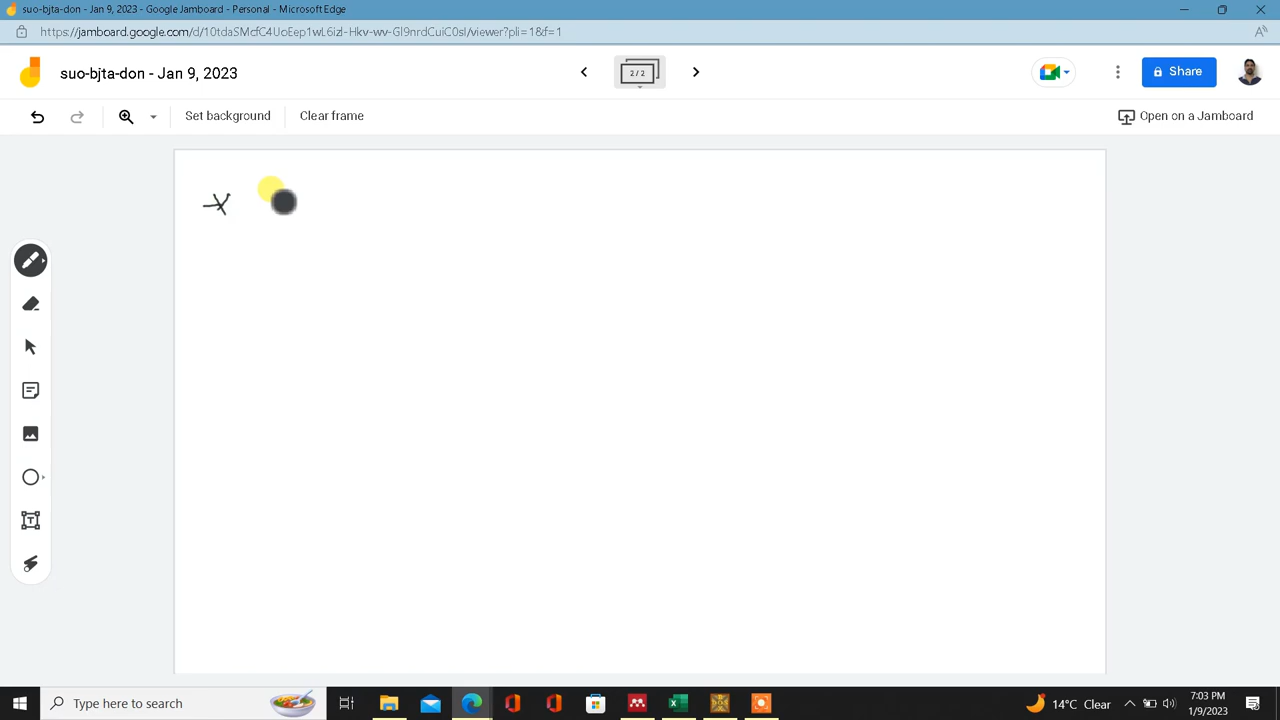 suo-bjta-don - Jan 9, 2023 - Google Jamboard - Personal - Microsoft Edge
https://jamboard.google.com/d/10tdaSMcfC4UoEep1wL6izI-Hkv-wv-Gl9nrdCuiC0sI/viewer?pli=1&f=1
suo-bjta-don - Jan 9, 2023
2 / 2
Share
Set background
Clear frame
Open on a Jamboard
Type here to search
14°C Clear
7:03 PM
1/9/2023